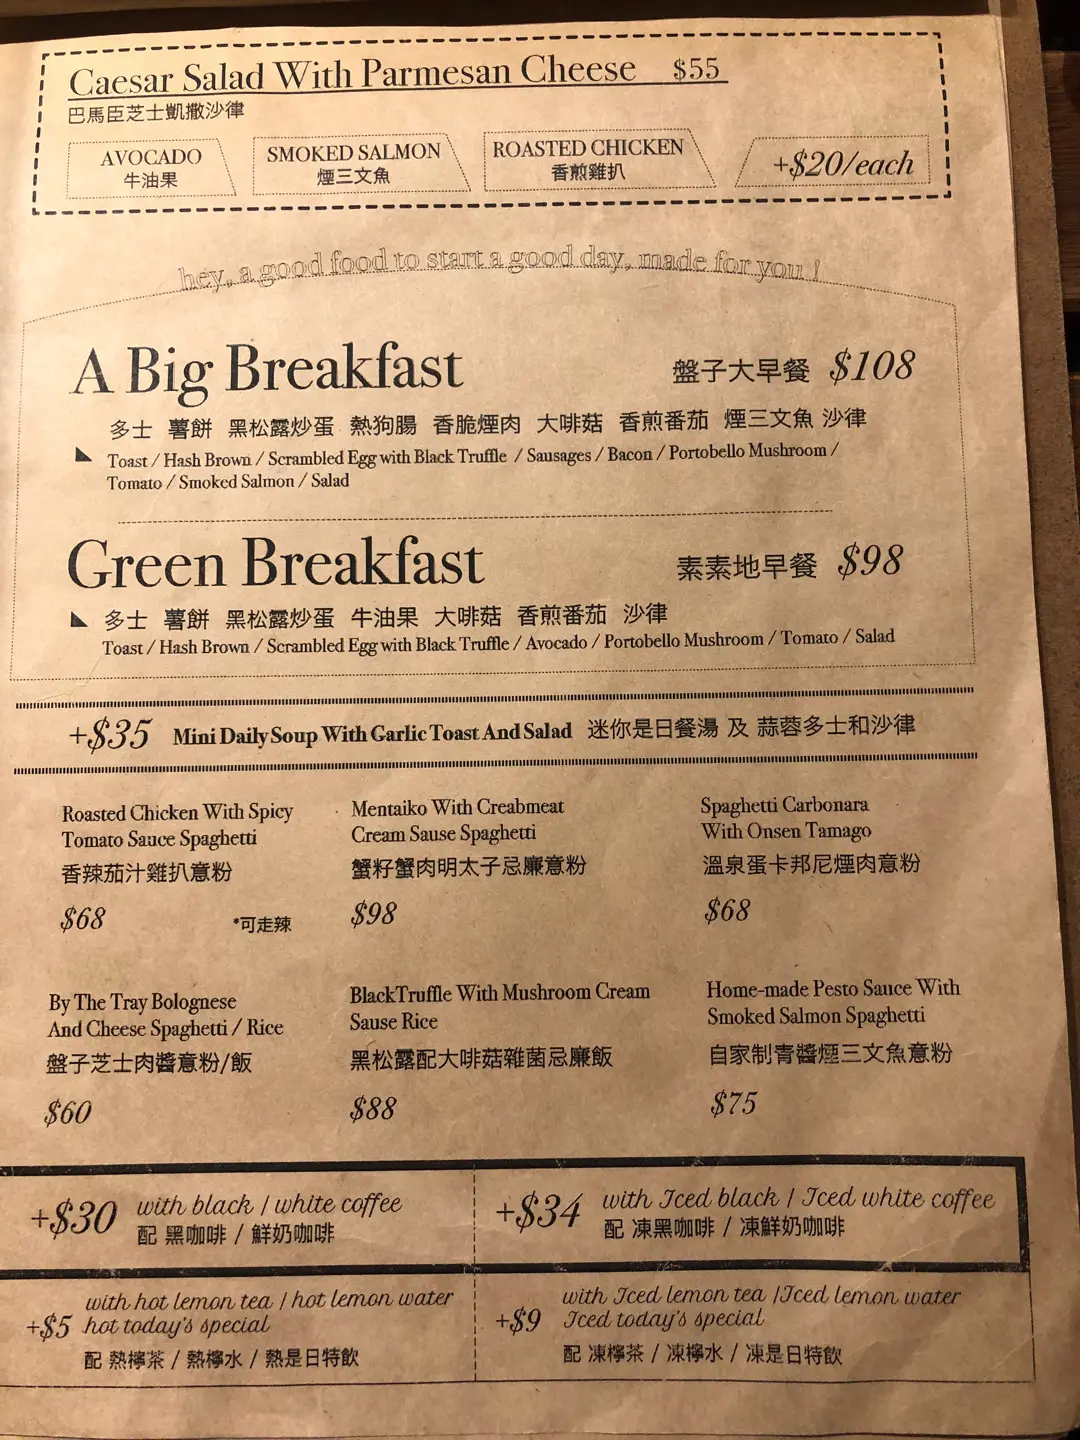 Caesar Salad With Parmesan Cheese $55
巴馬臣芝士凱撒沙律
AVOCADO
牛油果
SMOKED SALMON
煙三文魚
ROASTED CHICKEN
香煎雞扒
+$20/each
hey, a good food to start a good day, made for you !
A Big Breakfast 盤子大早餐 $108
多士 薯餅 黑松露炒蛋 熱狗腸 香脆煙肉 大啡菇 香煎番茄 煙三文魚 沙律
Toast / Hash Brown / Scrambled Egg with Black Truffle / Sausages / Bacon / Portobello Mushroom /
Tomato / Smoked Salmon / Salad
Green Breakfast 素素地早餐 $98
多士 薯餅 黑松露炒蛋 牛油果 大啡菇 香煎番茄 沙律
Toast / Hash Brown / Scrambled Egg with Black Truffle / Avocado / Portobello Mushroom / Tomato / Salad
+$35 Mini Daily Soup With Garlic Toast And Salad 迷你是日餐湯 及 蒜蓉多士和沙律
Roasted Chicken With Spicy
Tomato Sauce Spaghetti
香辣茄汁雞扒意粉
$68 *可走辣
Mentaiko With Creabmeat
Cream Sause Spaghetti
蟹籽蟹肉明太子忌廉意粉
$98
Spaghetti Carbonara
With Onsen Tamago
溫泉蛋卡邦尼煙肉意粉
$68
By The Tray Bolognese
And Cheese Spaghetti / Rice
盤子芝士肉醬意粉/飯
$60
BlackTruffle With Mushroom Cream
Sause Rice
黑松露配大啡菇雜菌忌廉飯
$88
Home-made Pesto Sauce With
Smoked Salmon Spaghetti
自家制青醬煙三文魚意粉
$75
+$30 with black / white coffee
配 黑咖啡 / 鮮奶咖啡
+$34 with Iced black / Iced white coffee
配 凍黑咖啡 / 凍鮮奶咖啡
with hot lemon tea / hot lemon water
+$5 hot today's special
配 熱檸茶 / 熱檸水 / 熱是日特飲
with Iced lemon tea /Iced lemon water
+$9 Iced today's special
配 凍檸茶 / 凍檸水 / 凍是日特飲